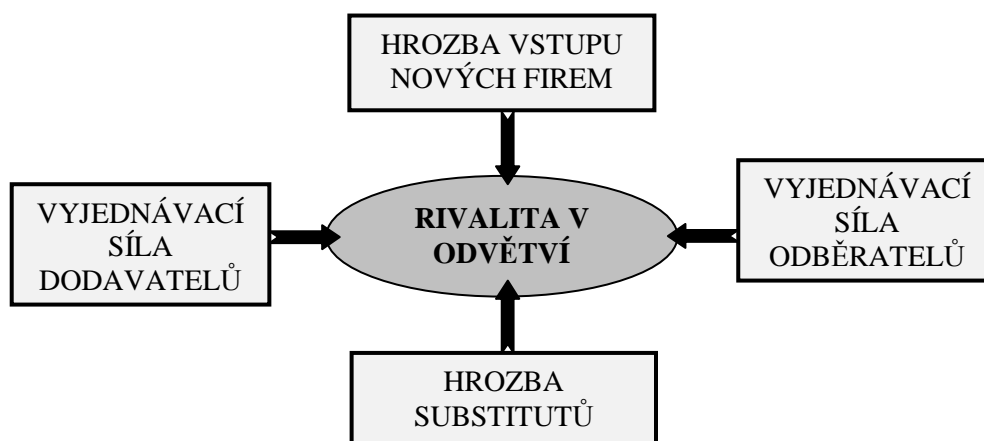 HROZBA VSTUPU
NOVÝCH FIREM
VYJEDNÁVACÍ
SÍLA
DODAVATELŮ
RIVALITA V
ODVĚTVÍ
VYJEDNÁVACÍ
SÍLA
ODBĚRATELŮ
HROZBA
SUBSTITUTŮ